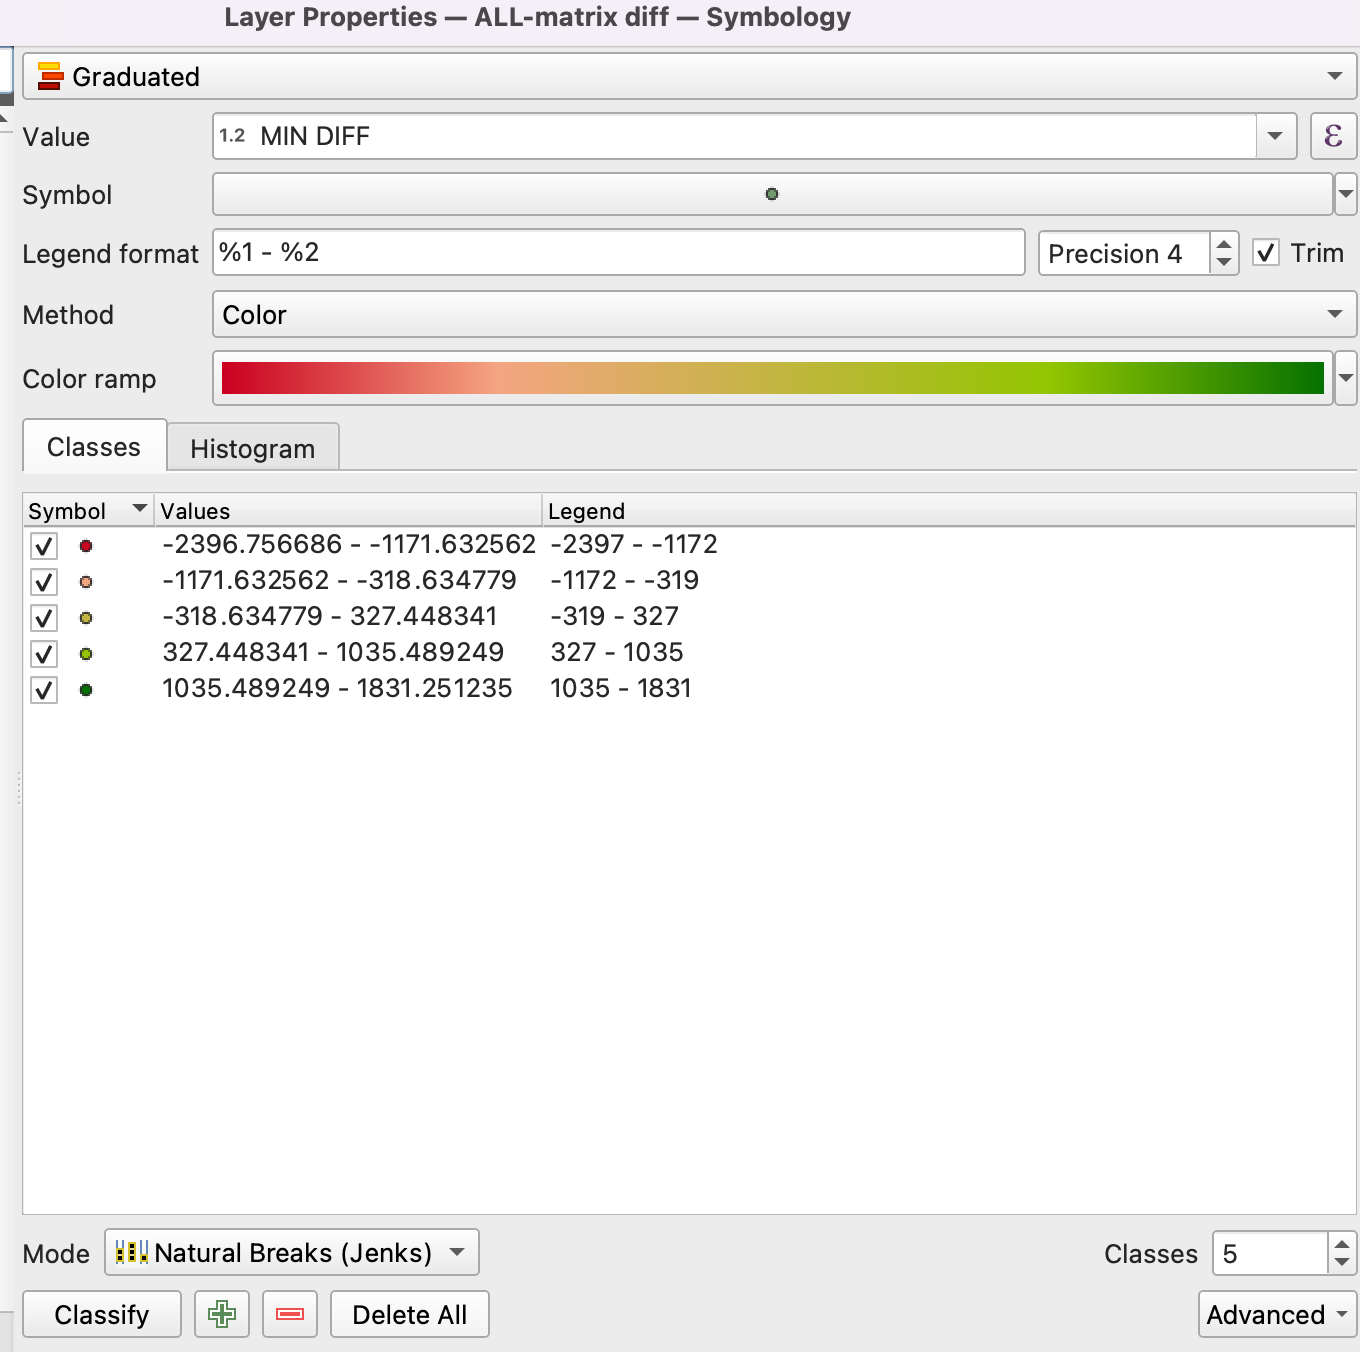 Layer Properties — ALL-matrix diff — Symbology
Graduated
Value 1.2 MIN DIFF ε
Symbol
Legend format %1 - %2 Precision 4 Trim
Method Color
Color ramp
Classes Histogram
Symbol Values Legend
-2396.756686 - -1171.632562 -2397 - -1172
-1171.632562 - -318.634779 -1172 - -319
-318.634779 - 327.448341 -319 - 327
327.448341 - 1035.489249 327 - 1035
1035.489249 - 1831.251235 1035 - 1831
Mode Natural Breaks (Jenks) Classes 5
Classify Delete All Advanced